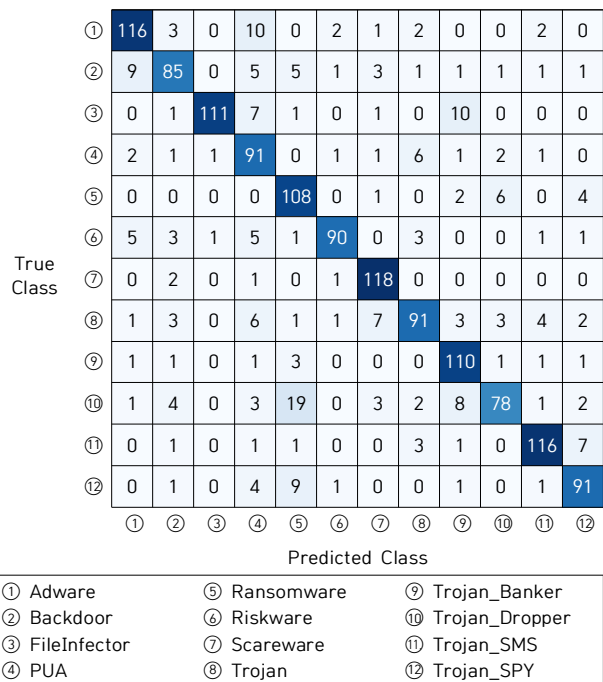 ① 116 3 0 10 0 2 1 2 0 0 2 0
② 9 85 0 5 5 1 3 1 1 1 1 1
③ 0 1 111 7 1 0 1 0 10 0 0 0
④ 2 1 1 91 0 1 1 6 1 2 1 0
⑤ 0 0 0 0 108 0 1 0 2 6 0 4
⑥ 5 3 1 5 1 90 0 3 0 0 1 1
True
Class
⑦ 0 2 0 1 0 1 118 0 0 0 0 0
⑧ 1 3 0 6 1 1 7 91 3 3 4 2
⑨ 1 1 0 1 3 0 0 0 110 1 1 1
⑩ 1 4 0 3 19 0 3 2 8 78 1 2
⑪ 0 1 0 1 1 0 0 3 1 0 116 7
⑫ 0 1 0 4 9 1 0 0 1 0 1 91
① ② ③ ④ ⑤ ⑥ ⑦ ⑧ ⑨ ⑩ ⑪ ⑫
Predicted Class
① Adware ⑤ Ransomware ⑨ Trojan_Banker
② Backdoor ⑥ Riskware ⑩ Trojan_Dropper
③ FileInfector ⑦ Scareware ⑪ Trojan_SMS
④ PUA ⑧ Trojan ⑫ Trojan_SPY